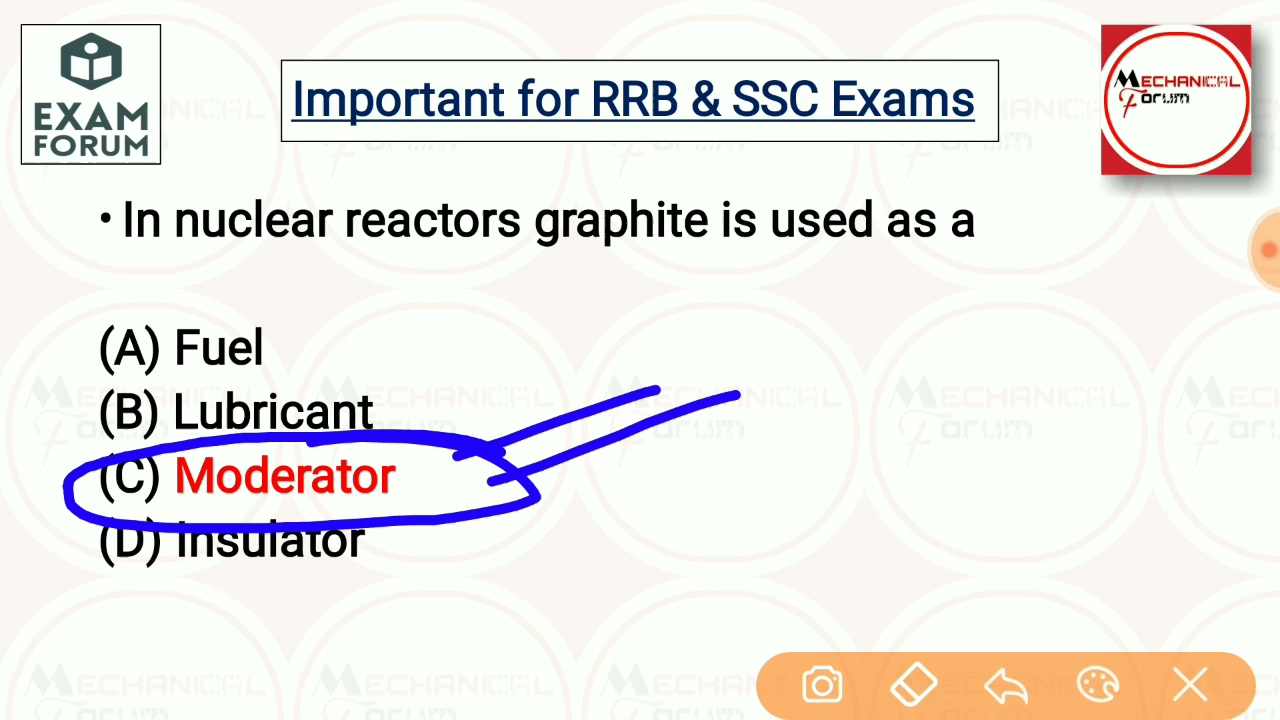 EXAM
FORUM
Important for RRB & SSC Exams
MECHANICAL
FORUM
• In nuclear reactors graphite is used as a
(A) Fuel
(B) Lubricant
(C) Moderator
(D) Insulator